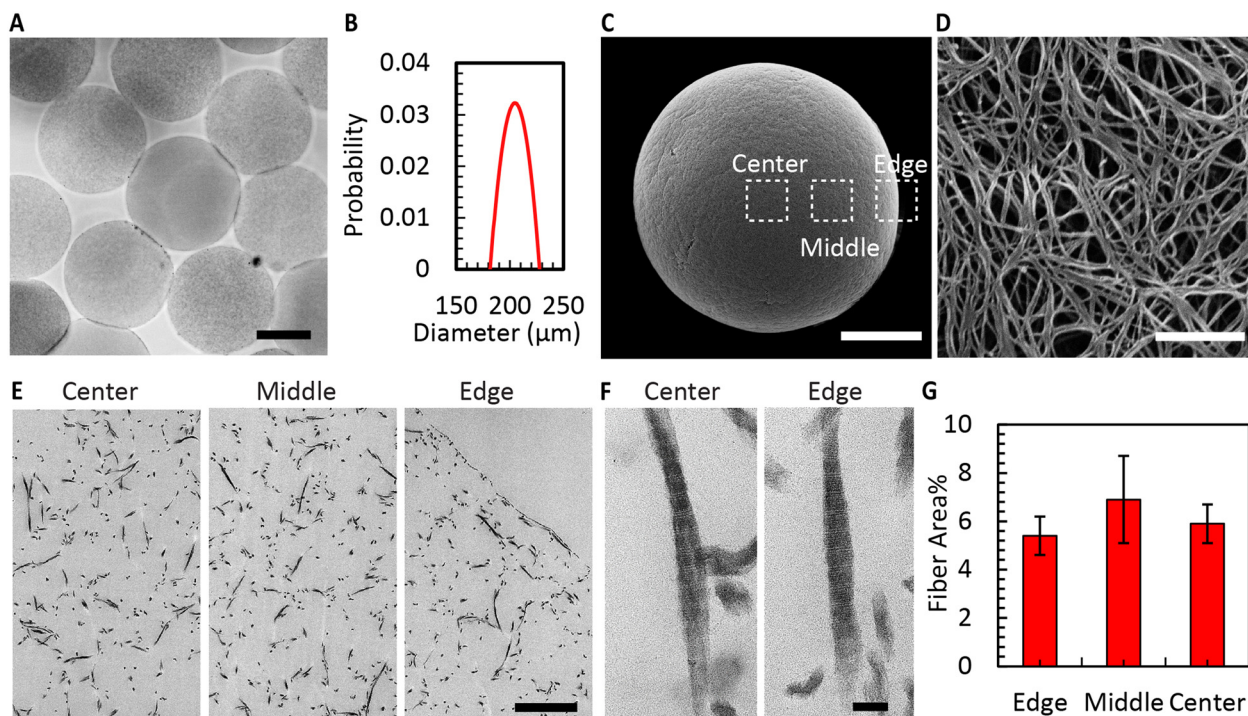 A
B
C
D
0.04
0.03
0.02
0.01
0
Probability
150 200 250
Diameter (μm)
Center
Edge
Middle
E
Center
Middle
Edge
F
Center
Edge
G
10
8
6
4
2
0
Fiber Area%
Edge Middle Center